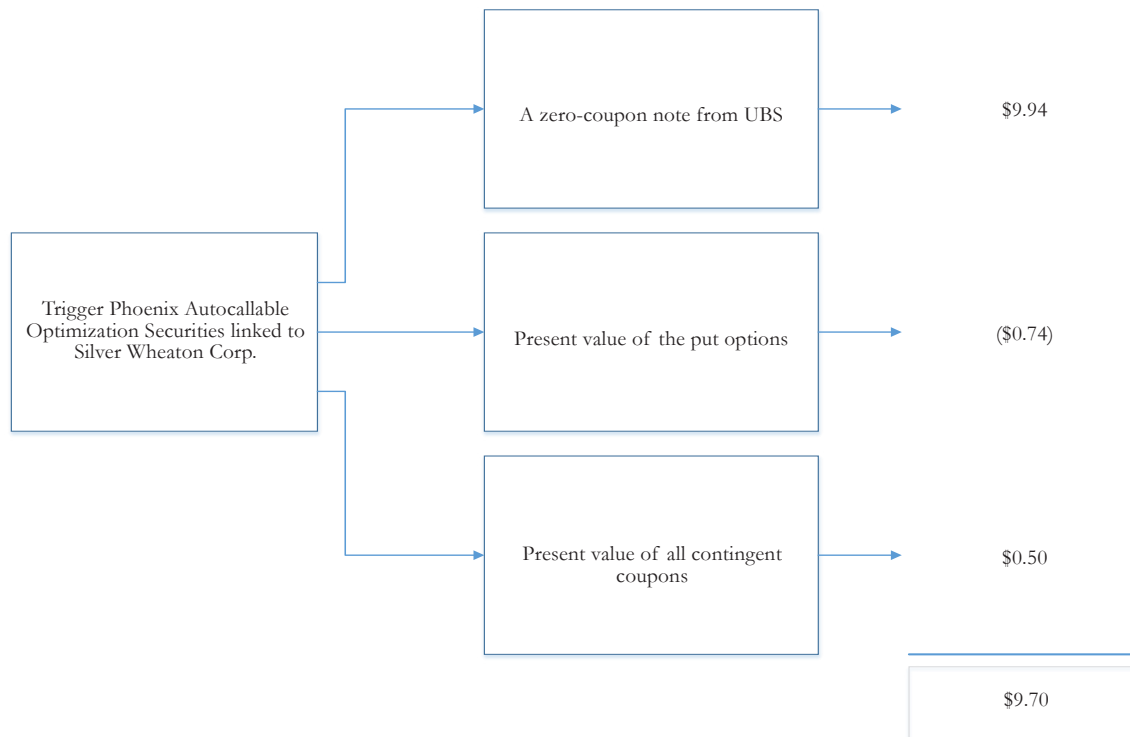 A zero-coupon note from UBS
$9.94
Trigger Phoenix Autocallable
Optimization Securities linked to
Silver Wheaton Corp.
Present value of the put options
($0.74)
Present value of all contingent
coupons
$0.50
$9.70